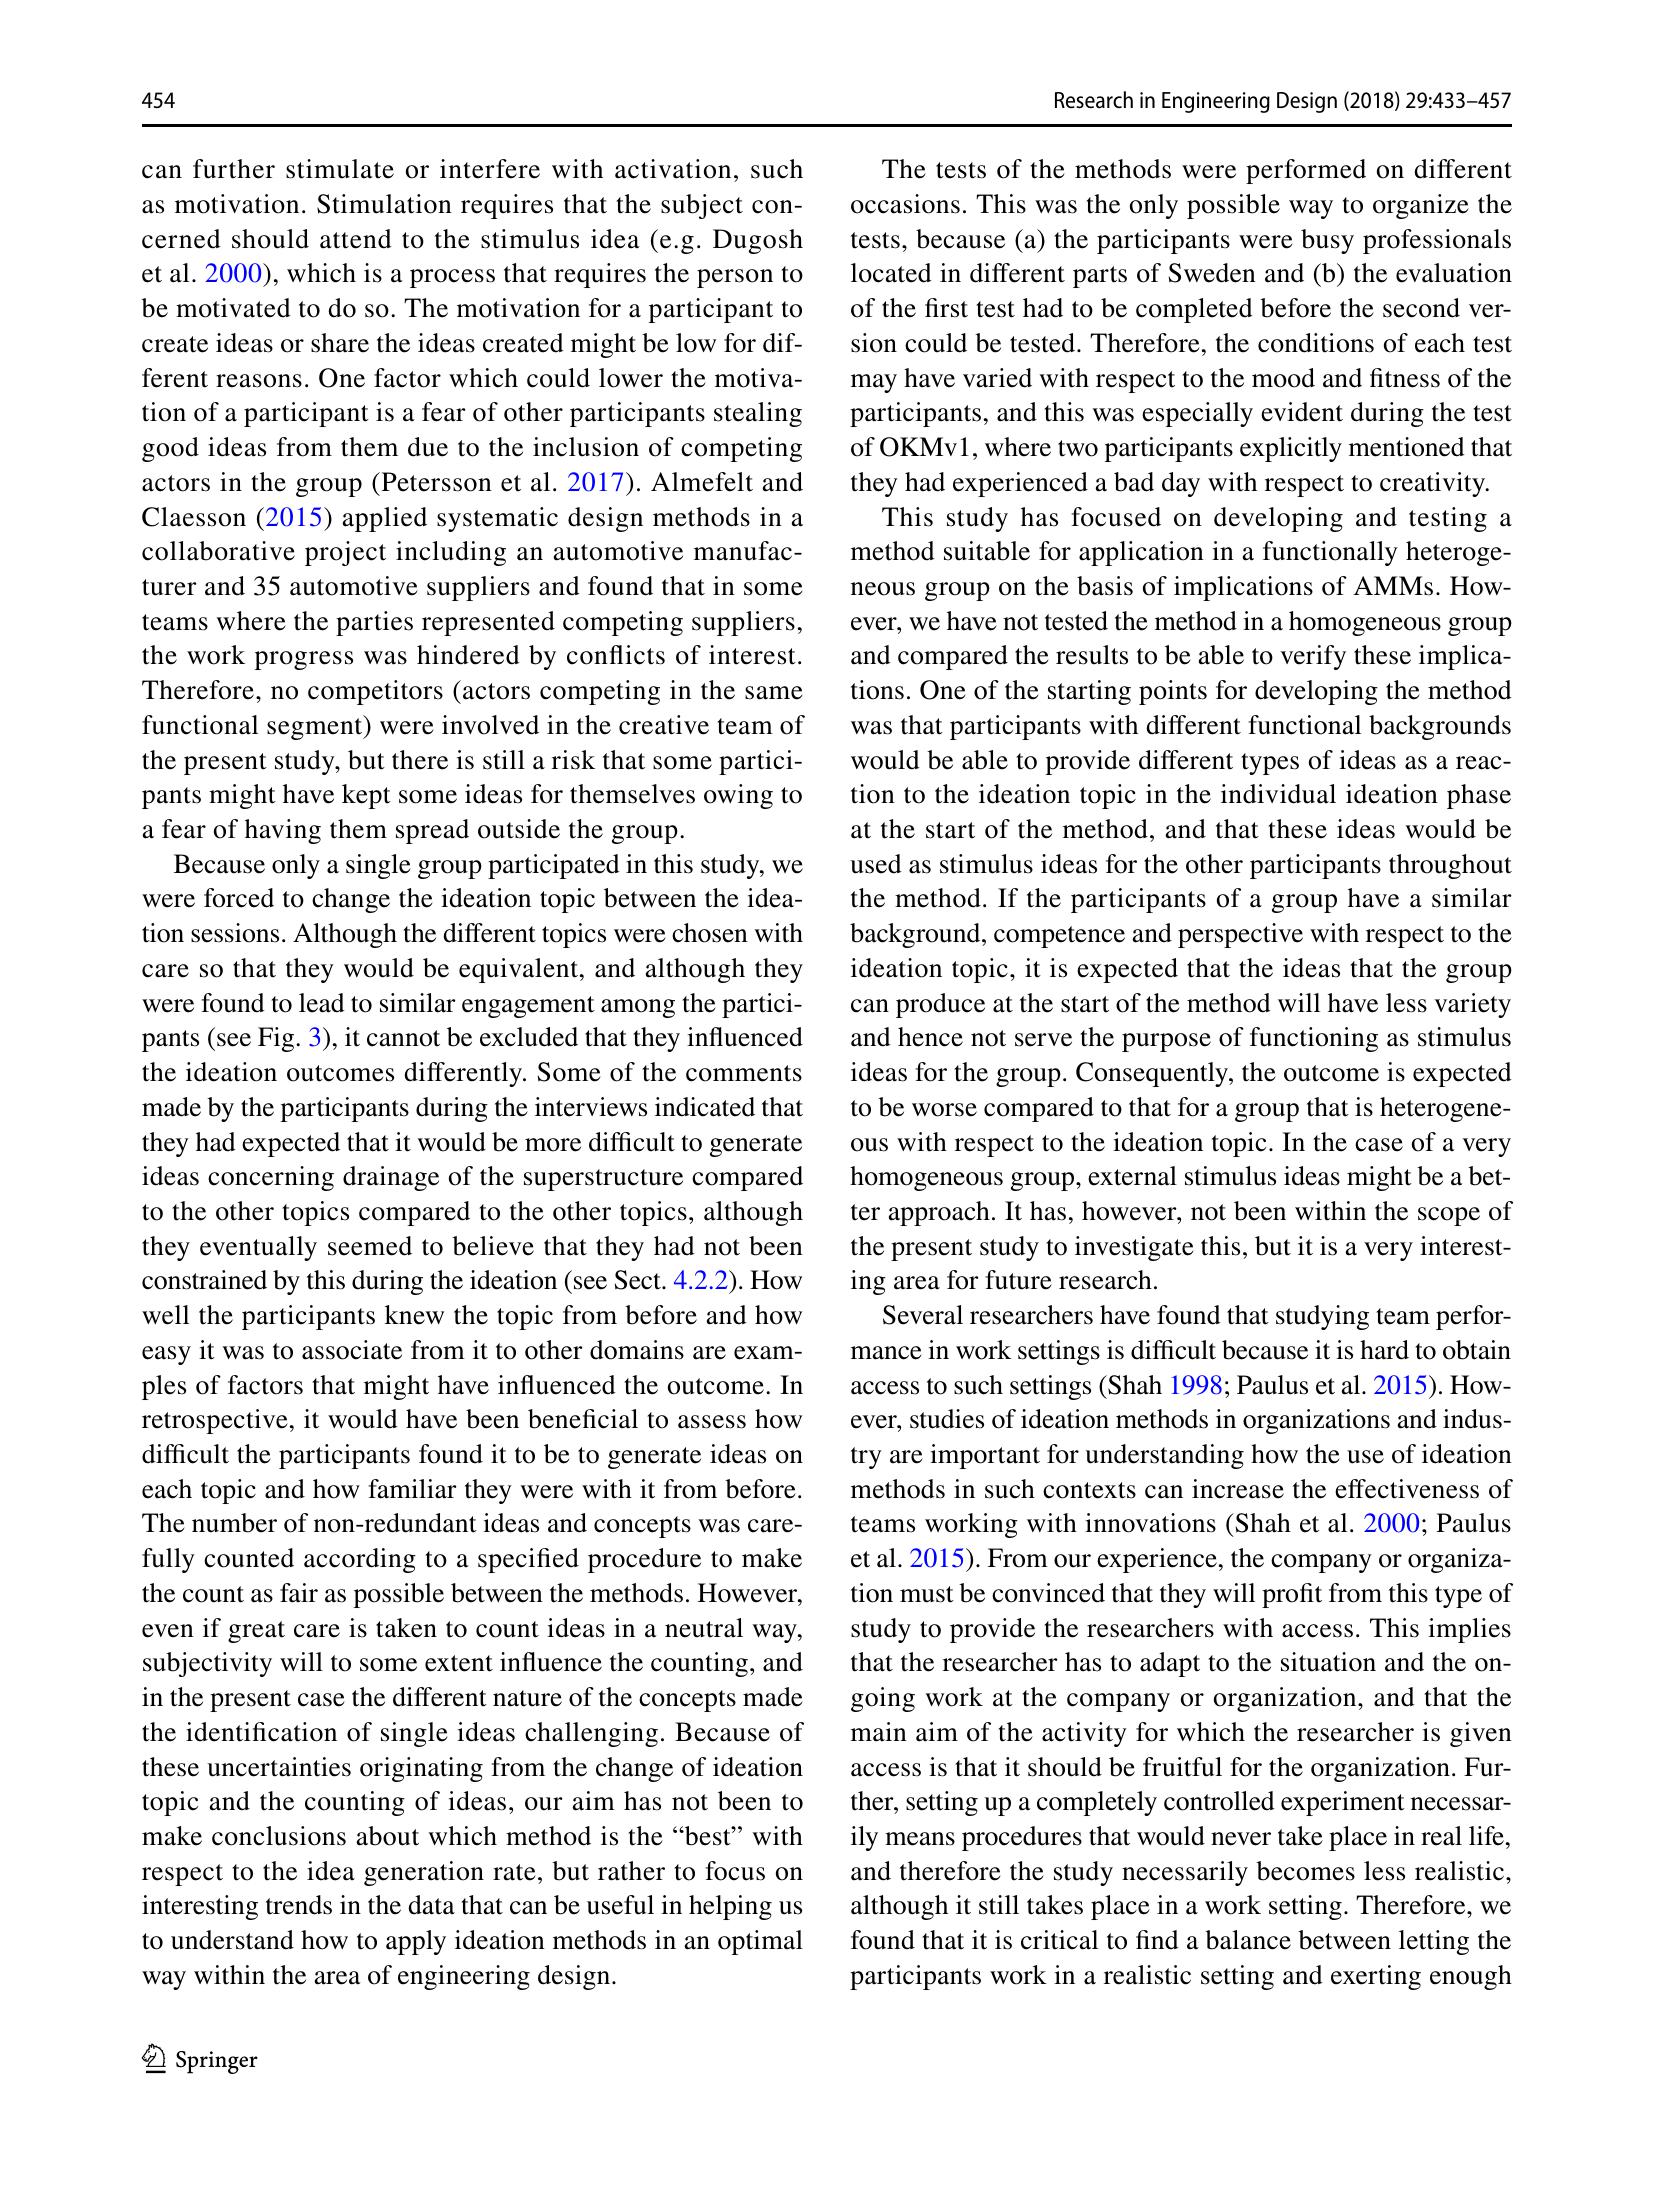 454
Research in Engineering Design (2018) 29:433–457
can further stimulate or interfere with activation, such
as motivation. Stimulation requires that the subject con-
cerned should attend to the stimulus idea (e.g. Dugosh
et al. 2000), which is a process that requires the person to
be motivated to do so. The motivation for a participant to
create ideas or share the ideas created might be low for dif-
ferent reasons. One factor which could lower the motiva-
tion of a participant is a fear of other participants stealing
good ideas from them due to the inclusion of competing
actors in the group (Petersson et al. 2017). Almefelt and
Claesson (2015) applied systematic design methods in a
collaborative project including an automotive manufac-
turer and 35 automotive suppliers and found that in some
teams where the parties represented competing suppliers,
the work progress was hindered by conflicts of interest.
Therefore, no competitors (actors competing in the same
functional segment) were involved in the creative team of
the present study, but there is still a risk that some partici-
pants might have kept some ideas for themselves owing to
a fear of having them spread outside the group.
Because only a single group participated in this study, we
were forced to change the ideation topic between the idea-
tion sessions. Although the different topics were chosen with
care so that they would be equivalent, and although they
were found to lead to similar engagement among the partici-
pants (see Fig. 3), it cannot be excluded that they influenced
the ideation outcomes differently. Some of the comments
made by the participants during the interviews indicated that
they had expected that it would be more difficult to generate
ideas concerning drainage of the superstructure compared
to the other topics compared to the other topics, although
they eventually seemed to believe that they had not been
constrained by this during the ideation (see Sect. 4.2.2). How
well the participants knew the topic from before and how
easy it was to associate from it to other domains are exam-
ples of factors that might have influenced the outcome. In
retrospective, it would have been beneficial to assess how
difficult the participants found it to be to generate ideas on
each topic and how familiar they were with it from before.
The number of non-redundant ideas and concepts was care-
fully counted according to a specified procedure to make
the count as fair as possible between the methods. However,
even if great care is taken to count ideas in a neutral way,
subjectivity will to some extent influence the counting, and
in the present case the different nature of the concepts made
the identification of single ideas challenging. Because of
these uncertainties originating from the change of ideation
topic and the counting of ideas, our aim has not been to
make conclusions about which method is the “best” with
respect to the idea generation rate, but rather to focus on
interesting trends in the data that can be useful in helping us
to understand how to apply ideation methods in an optimal
way within the area of engineering design.
The tests of the methods were performed on different
occasions. This was the only possible way to organize the
tests, because (a) the participants were busy professionals
located in different parts of Sweden and (b) the evaluation
of the first test had to be completed before the second ver-
sion could be tested. Therefore, the conditions of each test
may have varied with respect to the mood and fitness of the
participants, and this was especially evident during the test
of OKMv1, where two participants explicitly mentioned that
they had experienced a bad day with respect to creativity.
This study has focused on developing and testing a
method suitable for application in a functionally heteroge-
neous group on the basis of implications of AMMs. How-
ever, we have not tested the method in a homogeneous group
and compared the results to be able to verify these implica-
tions. One of the starting points for developing the method
was that participants with different functional backgrounds
would be able to provide different types of ideas as a reac-
tion to the ideation topic in the individual ideation phase
at the start of the method, and that these ideas would be
used as stimulus ideas for the other participants throughout
the method. If the participants of a group have a similar
background, competence and perspective with respect to the
ideation topic, it is expected that the ideas that the group
can produce at the start of the method will have less variety
and hence not serve the purpose of functioning as stimulus
ideas for the group. Consequently, the outcome is expected
to be worse compared to that for a group that is heterogene-
ous with respect to the ideation topic. In the case of a very
homogeneous group, external stimulus ideas might be a bet-
ter approach. It has, however, not been within the scope of
the present study to investigate this, but it is a very interest-
ing area for future research.
Several researchers have found that studying team perfor-
mance in work settings is difficult because it is hard to obtain
access to such settings (Shah 1998; Paulus et al. 2015). How-
ever, studies of ideation methods in organizations and indus-
try are important for understanding how the use of ideation
methods in such contexts can increase the effectiveness of
teams working with innovations (Shah et al. 2000; Paulus
et al. 2015). From our experience, the company or organiza-
tion must be convinced that they will profit from this type of
study to provide the researchers with access. This implies
that the researcher has to adapt to the situation and the on-
going work at the company or organization, and that the
main aim of the activity for which the researcher is given
access is that it should be fruitful for the organization. Fur-
ther, setting up a completely controlled experiment necessar-
ily means procedures that would never take place in real life,
and therefore the study necessarily becomes less realistic,
although it still takes place in a work setting. Therefore, we
found that it is critical to find a balance between letting the
participants work in a realistic setting and exerting enough
Springer